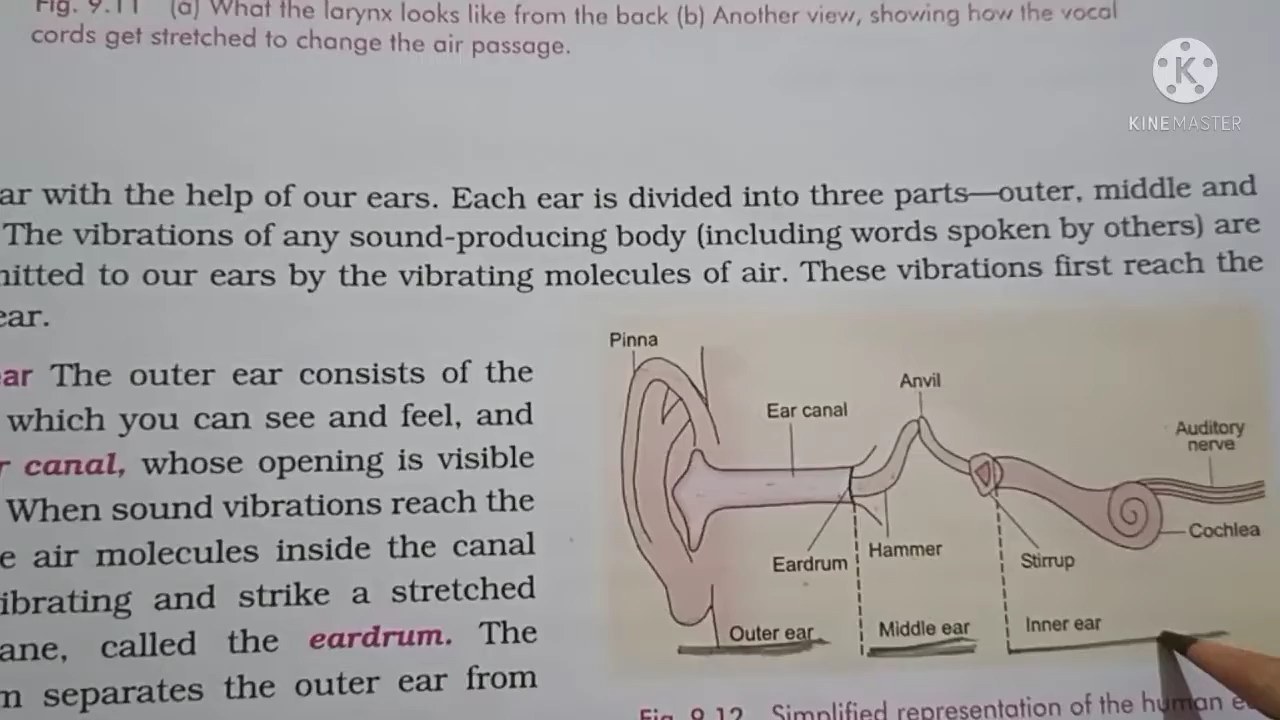 Fig. 9.11 (a) What the larynx looks like from the back (b) Another view, showing how the vocal
cords get stretched to change the air passage.
KINEMASTER
ar with the help of our ears. Each ear is divided into three parts—outer, middle and
The vibrations of any sound-producing body (including words spoken by others) are
nitted to our ears by the vibrating molecules of air. These vibrations first reach the
ear.
ar The outer ear consists of the
which you can see and feel, and
r canal, whose opening is visible
When sound vibrations reach the
e air molecules inside the canal
ibrating and strike a stretched
ane, called the eardrum. The
m separates the outer ear from
Pinna
Anvil
Ear canal
Auditory
nerve
Cochlea
Hammer
Stirrup
Eardrum
Outer ear
Middle ear
Inner ear
Fig. 9.12 Simplified representation of the human